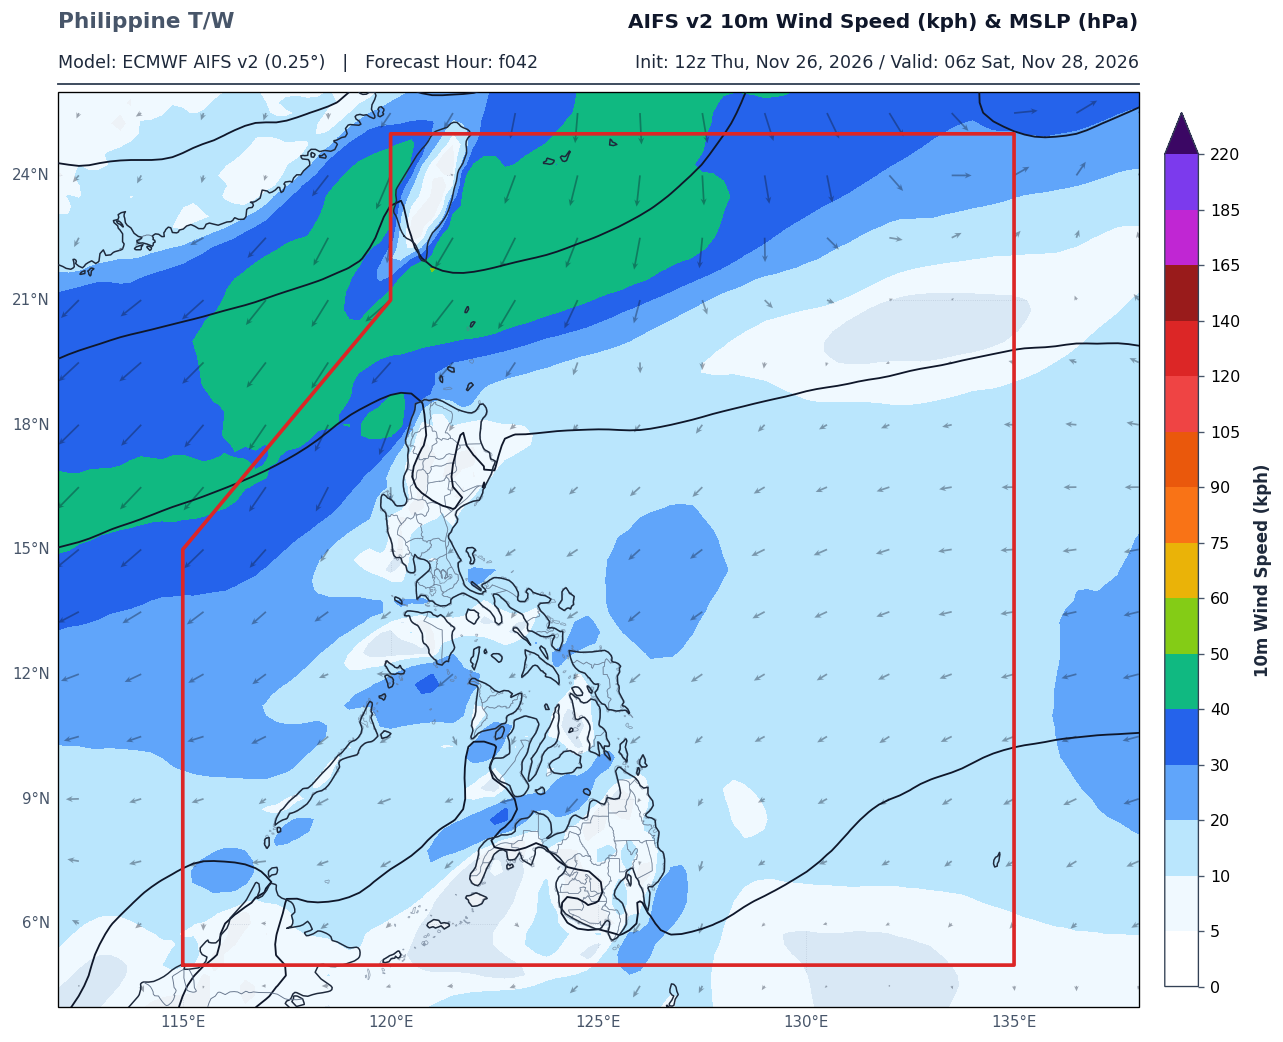 Philippine T/W
AIFS v2 10m Wind Speed (kph) & MSLP (hPa)
Model: ECMWF AIFS v2 (0.25°)   |   Forecast Hour: f042
Init: 12z Thu, Nov 26, 2026 / Valid: 06z Sat, Nov 28, 2026
24°N
21°N
18°N
15°N
12°N
9°N
6°N
115°E
120°E
125°E
130°E
135°E
220
185
165
140
120
105
90
75
60
50
40
30
20
10
5
0
10m Wind Speed (kph)